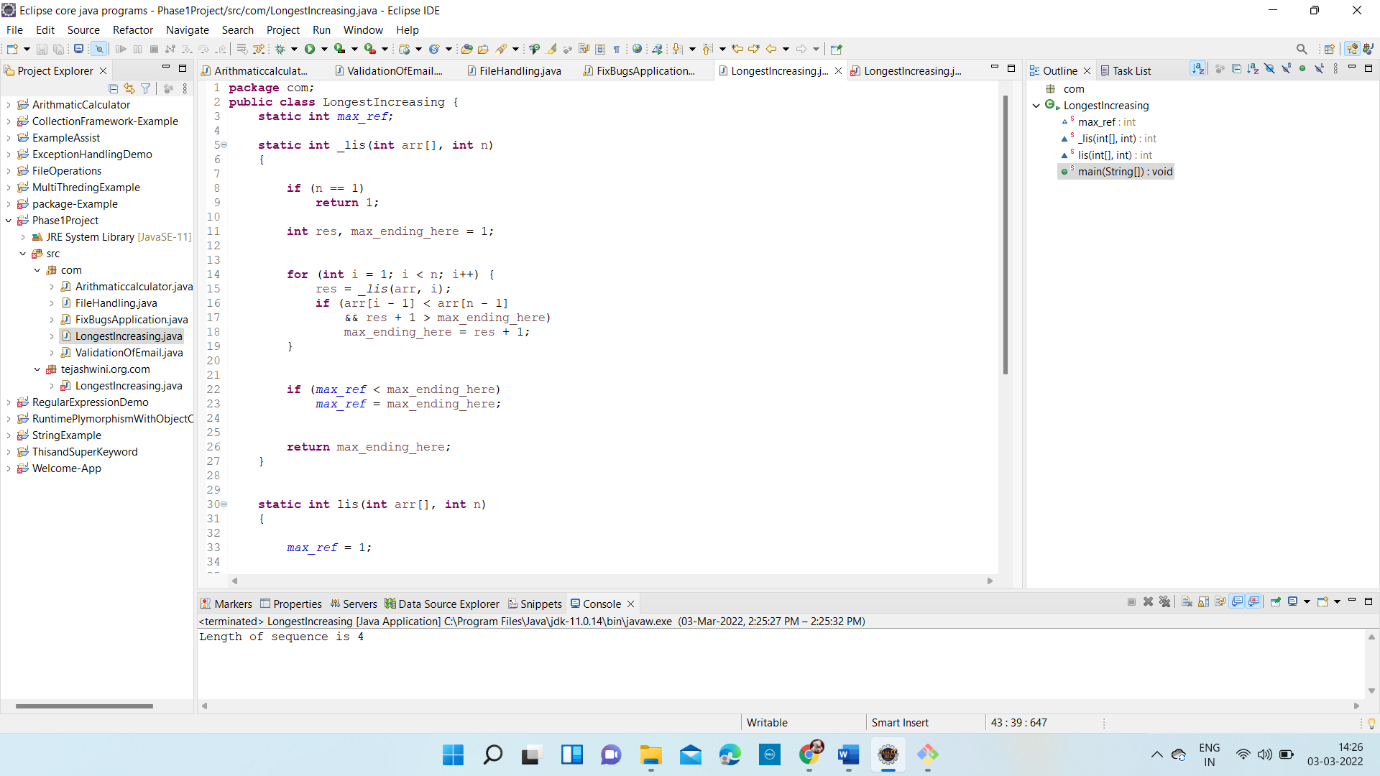 Eclipse core java programs - Phase1Project/src/com/LongestIncreasing.java - Eclipse IDE
File Edit Source Refactor Navigate Search Project Run Window Help
Project Explorer
ArithmaticCalculator
CollectionFramework-Example
ExampleAssist
ExceptionHandlingDemo
FileOperations
MultiThredingExample
package-Example
Phase1Project
JRE System Library [JavaSE-11]
src
com
Arithmaticcalculator.java
FileHandling.java
FixBugsApplication.java
LongestIncreasing.java
ValidationOfEmail.java
tejashwini.org.com
LongestIncreasing.java
RegularExpressionDemo
RuntimePlymorphismWithObjectC
StringExample
ThisandSuperKeyword
Welcome-App
Arithmaticcalculat... ValidationOfEmail.... FileHandling.java FixBugsApplication... LongestIncreasing.j... LongestIncreasing.j...
1 package com;
2 public class LongestIncreasing {
3 static int max_ref;
4
5 static int _lis(int arr[], int n)
6 {
7
8 if (n == 1)
9 return 1;
10
11 int res, max_ending_here = 1;
12
13
14 for (int i = 1; i < n; i++) {
15 res = _lis(arr, i);
16 if (arr[i - 1] < arr[n - 1]
17 && res + 1 > max_ending_here)
18 max_ending_here = res + 1;
19 }
20
21
22 if (max_ref < max_ending_here)
23 max_ref = max_ending_here;
24
25
26 return max_ending_here;
27 }
28
29
30 static int lis(int arr[], int n)
31 {
32
33 max_ref = 1;
34
Outline Task List
com
LongestIncreasing
max_ref : int
_lis(int[], int) : int
lis(int[], int) : int
main(String[]) : void
Markers Properties Servers Data Source Explorer Snippets Console
<terminated> LongestIncreasing [Java Application] C:\Program Files\Java\jdk-11.0.14\bin\javaw.exe (03-Mar-2022, 2:25:27 PM – 2:25:32 PM)
Length of sequence is 4
Writable Smart Insert 43 : 39 : 647
ENG
IN
14:26
03-03-2022